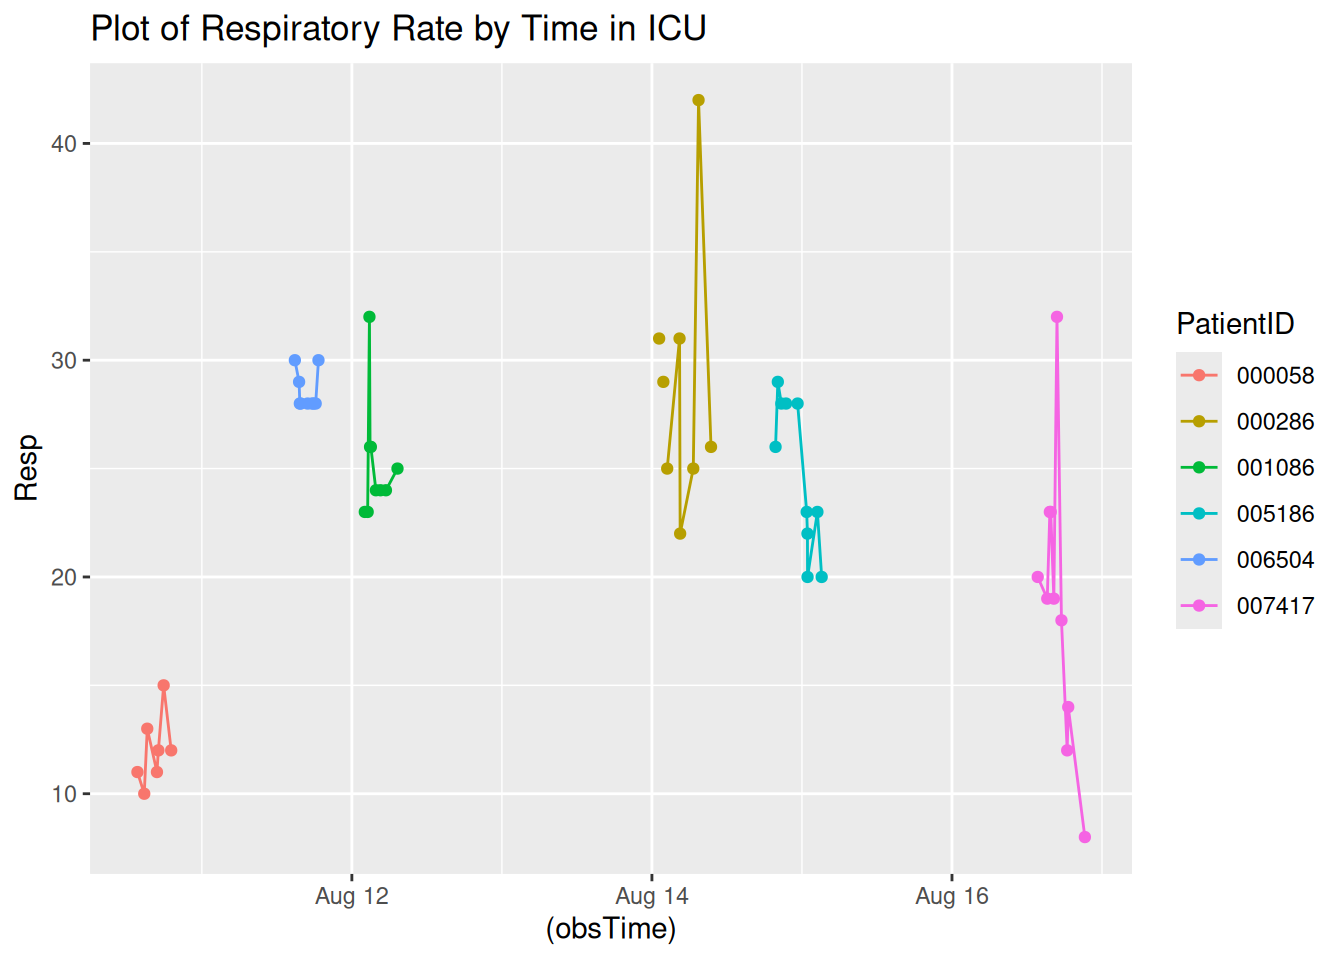 Plot of Respiratory Rate by Time in ICU
Resp
40
30
20
10
Aug 12
Aug 14
Aug 16
(obsTime)
PatientID
000058
000286
001086
005186
006504
007417